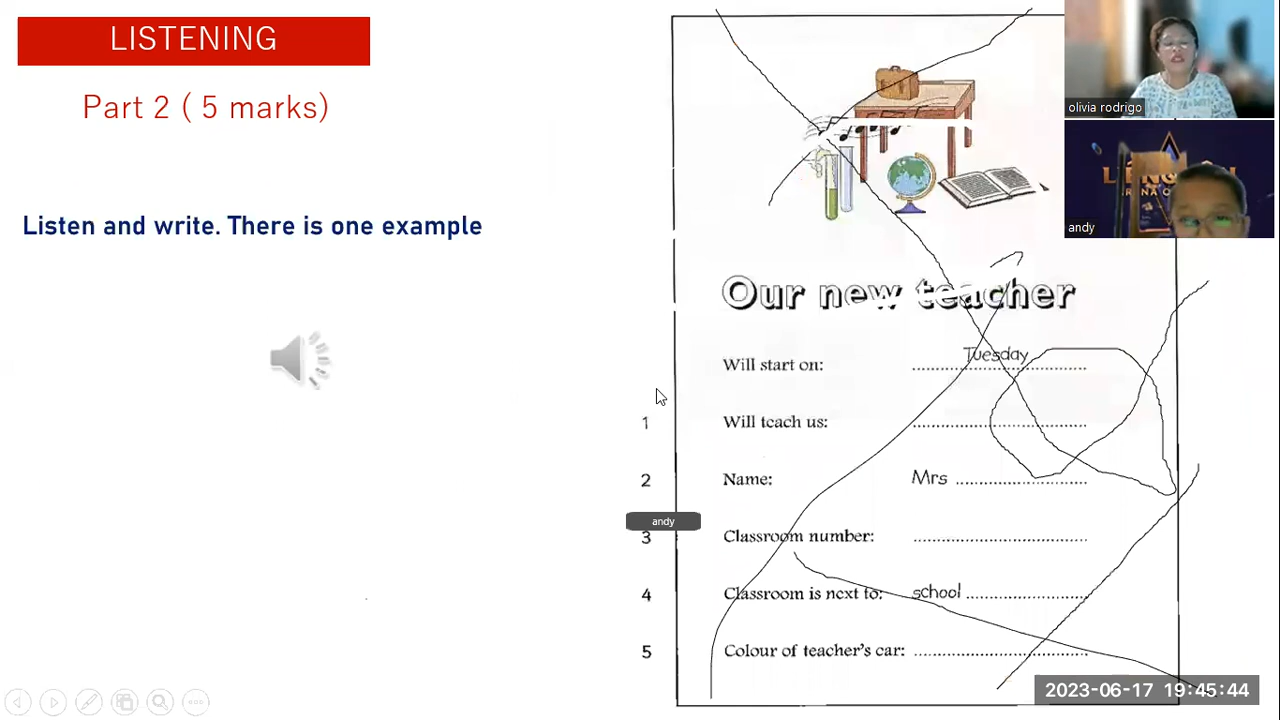 LISTENING
Part 2 ( 5 marks)
Listen and write. There is one example
Our new teacher
Will start on: Tuesday
1 Will teach us:
2 Name: Mrs
3 Classroom number:
4 Classroom is next to: school
5 Colour of teacher's car:
olivia rodrigo
andy
andy
2023-06-17 19:45:44